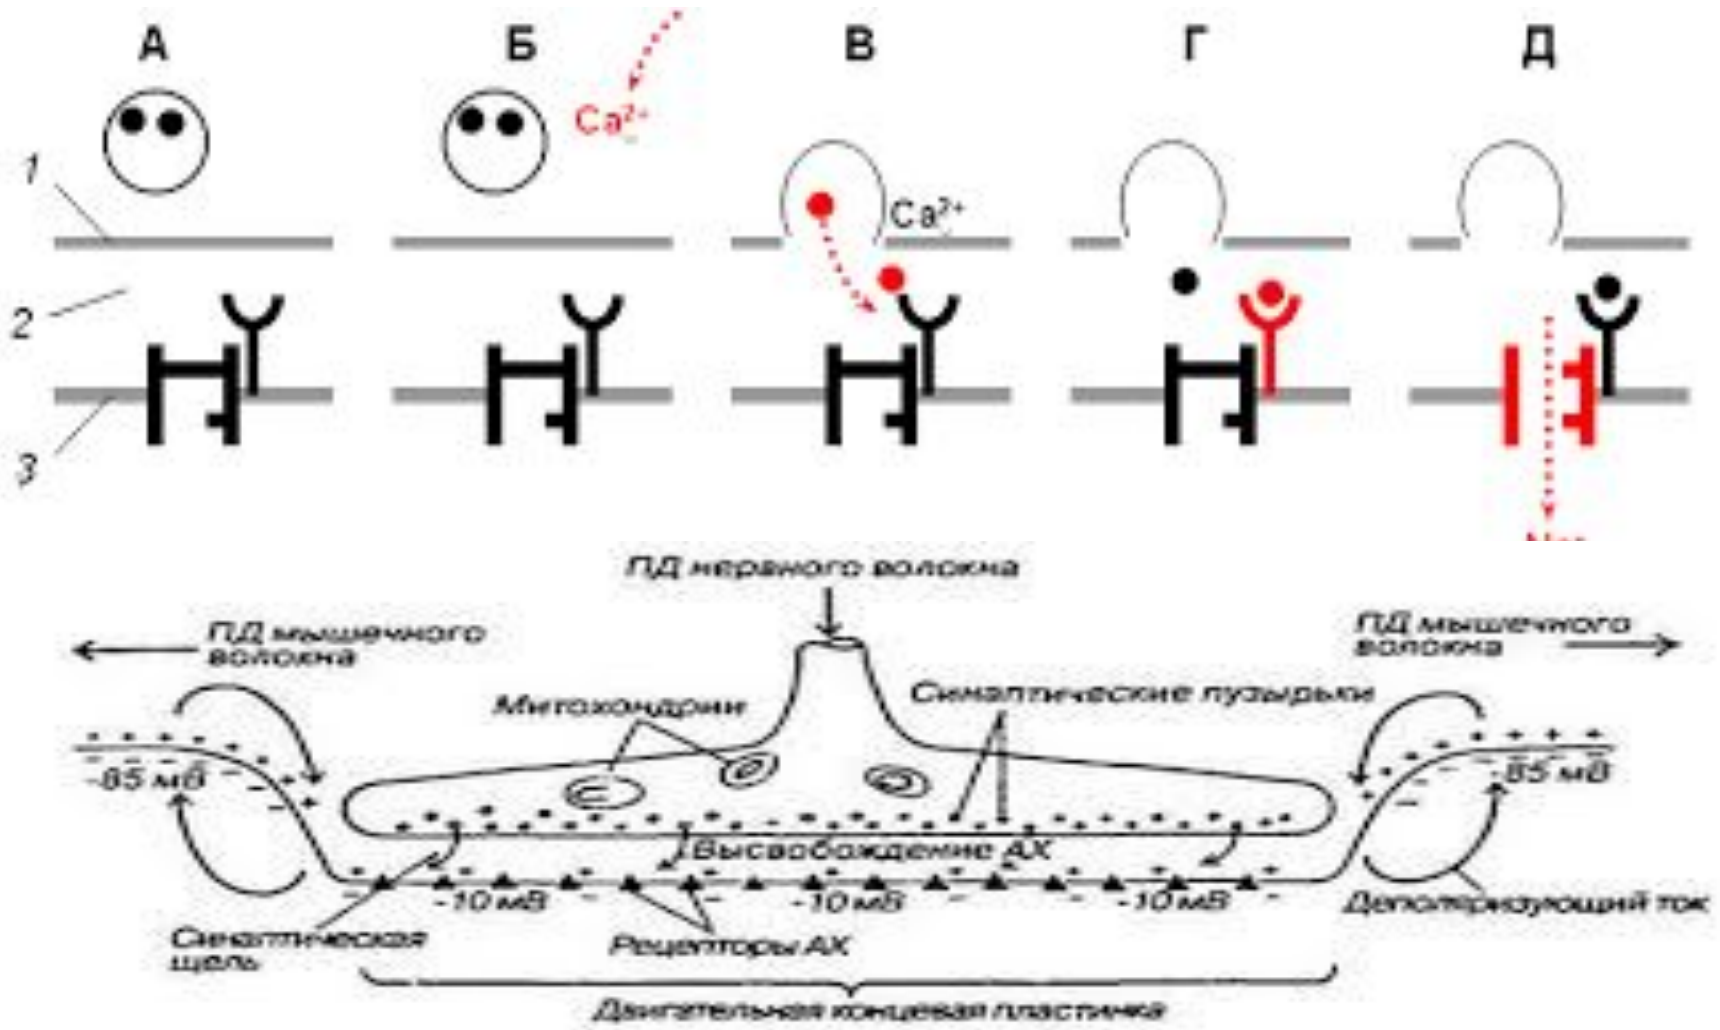 А Б В Г Д
Ca²⁺
1
Ca²⁺
2
3
ПД нервного волокна
ПД мышечного
волокна
ПД мышечного
волокна
Митохондрии
Синаптические пузырьки
-85 мВ
-85 мВ
Высвобождение АХ
-10 мВ
-10 мВ
-10 мВ
Деполяризующий ток
Синаптическая
щель
Рецепторы АХ
Двигательная концевая пластинка